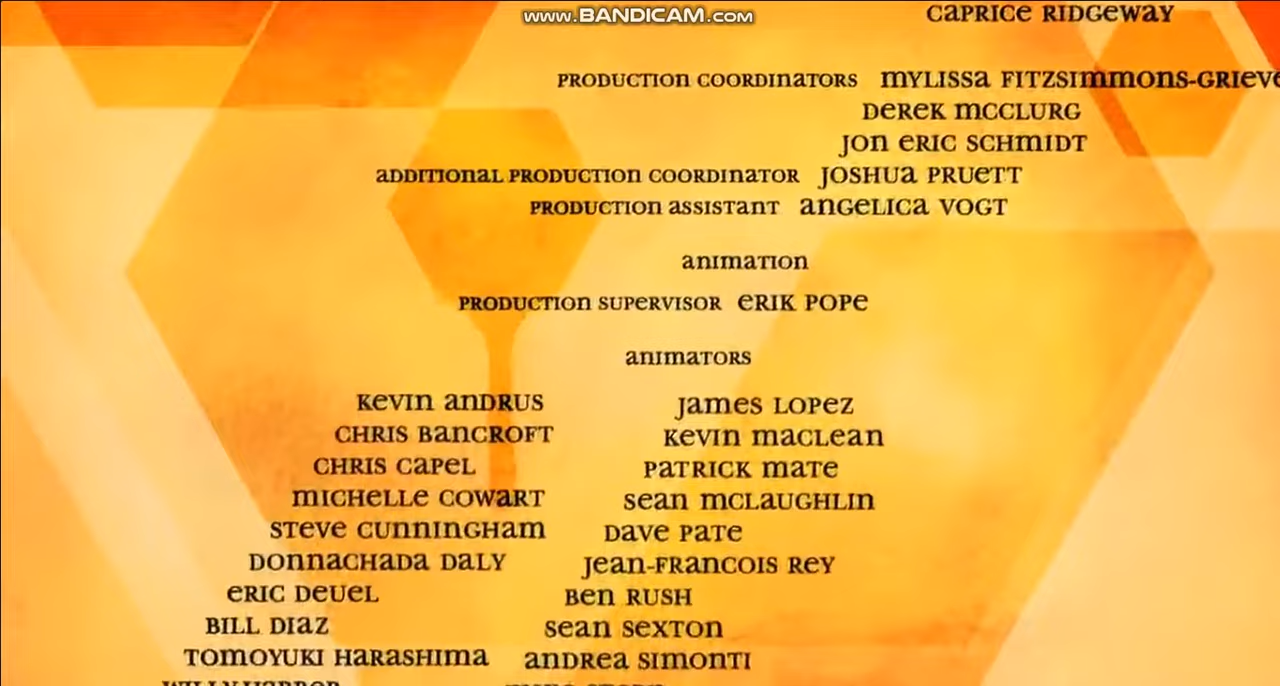 www.BANDICAM.com
CAPRICE RIDGEWAY
PRODUCTION COORDINATORS MYLISSA FITZSIMMONS-GRIEVE
DEREK MCCLURG
JON ERIC SCHMIDT
ADDITIONAL PRODUCTION COORDINATOR JOSHUA PRUETT
PRODUCTION ASSISTANT ANGELICA VOGT
ANIMATION
PRODUCTION SUPERVISOR ERIK POPE
ANIMATORS
KEVIN ANDRUS JAMES LOPEZ
CHRIS BANCROFT KEVIN MACLEAN
CHRIS CAPEL PATRICK MATE
MICHELLE COWART SEAN MCLAUGHLIN
STEVE CUNNINGHAM DAVE PATE
DONNACHADA DALY JEAN-FRANCOIS REY
ERIC DEUEL BEN RUSH
BILL DIAZ SEAN SEXTON
TOMOYUKI HARASHIMA ANDREA SIMONTI